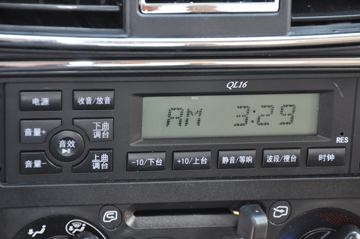 QL16
电源 收音/放音
AM 3:29
音量+ 下曲
调台
音效
音量- 上曲
调台
-10/下台 +10/上台 静音/等响 波段/搜台 时钟
RES